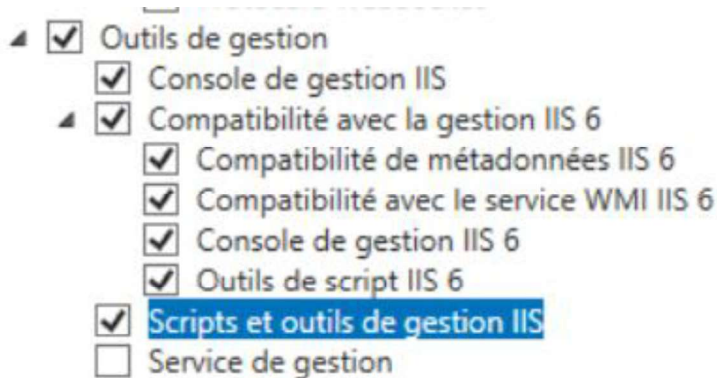 Outils de gestion
Console de gestion IIS
Compatibilité avec la gestion IIS 6
Compatibilité de métadonnées IIS 6
Compatibilité avec le service WMI IIS 6
Console de gestion IIS 6
Outils de script IIS 6
Scripts et outils de gestion IIS
Service de gestion